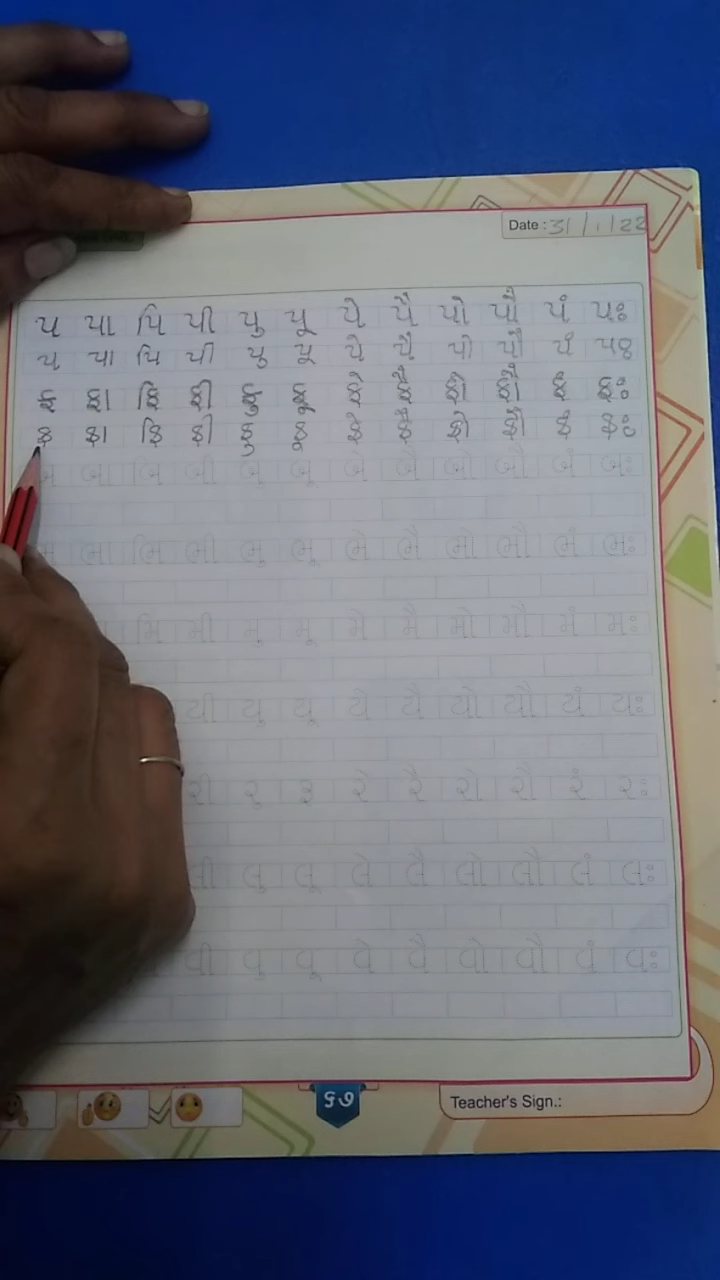 Date : 31/1/22
પ પા પિ પી પુ પૂ પે પૈ પો પૌ પં પઃ
પ પા પિ પી પુ પૂ પે પૈ પો પૌ પં પઃ
ફ ફા ફિ ફી ફુ ફૂ ફે ફૈ ફો ફૌ ફં ફઃ
ફ ફા ફિ ફી ફુ ફૂ ફે ફૈ ફો ફૌ ફં ફઃ
બ બા બિ બી બુ બૂ બે બૈ બો બૌ બં બઃ
ભ ભા ભિ ભી ભુ ભૂ ભે ભૈ ભો ભૌ ભં ભઃ
મિ મી મુ મૂ મે મૈ મો મૌ મં મઃ
યી યુ યૂ યે યૈ યો યૌ યં યઃ
રી રુ રૂ રે રૈ રો રૌ રં રઃ
લી લુ લૂ લે લૈ લો લૌ લં લઃ
વી વુ વૂ વે વૈ વો વૌ વં વઃ
૬૭
Teacher's Sign.: